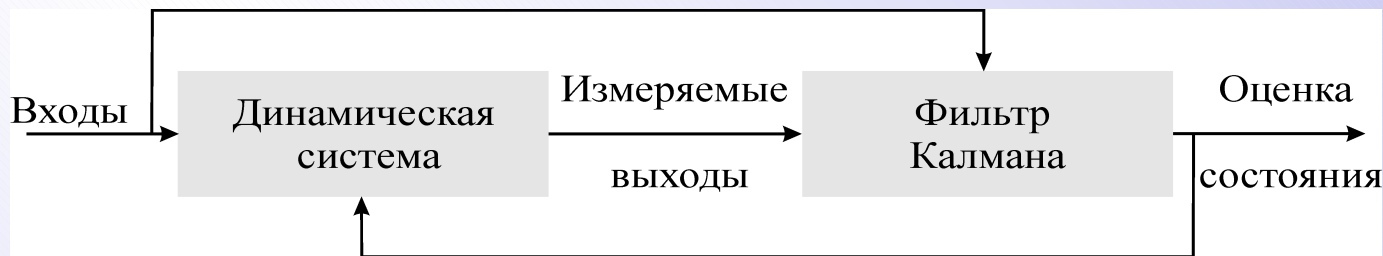 Входы
Динамическая
система
Измеряемые
выходы
Фильтр
Калмана
Оценка
состояния